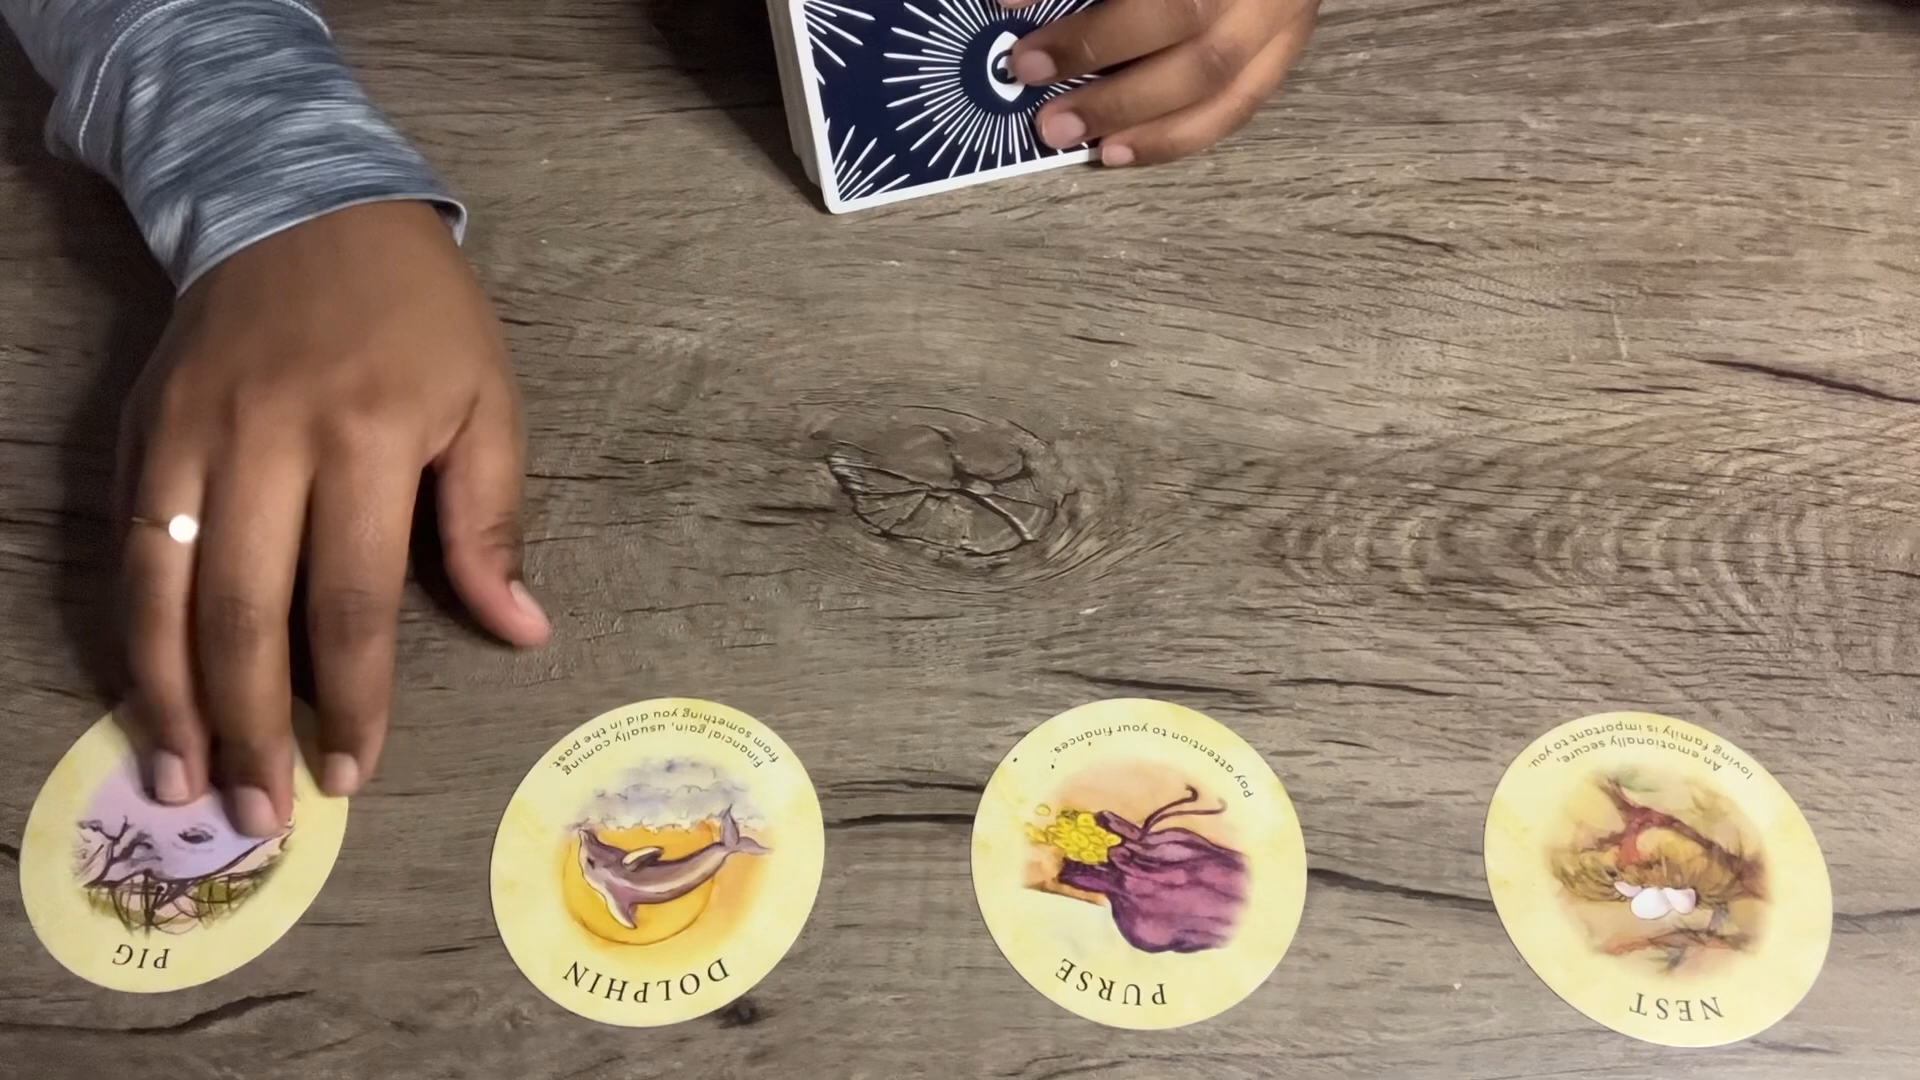 PIG
DOLPHIN
Financial gain, usually coming
from something you did in the past.
PURSE
Pay attention to your finances.
NEST
An emotionally secure,
loving family is important to you.